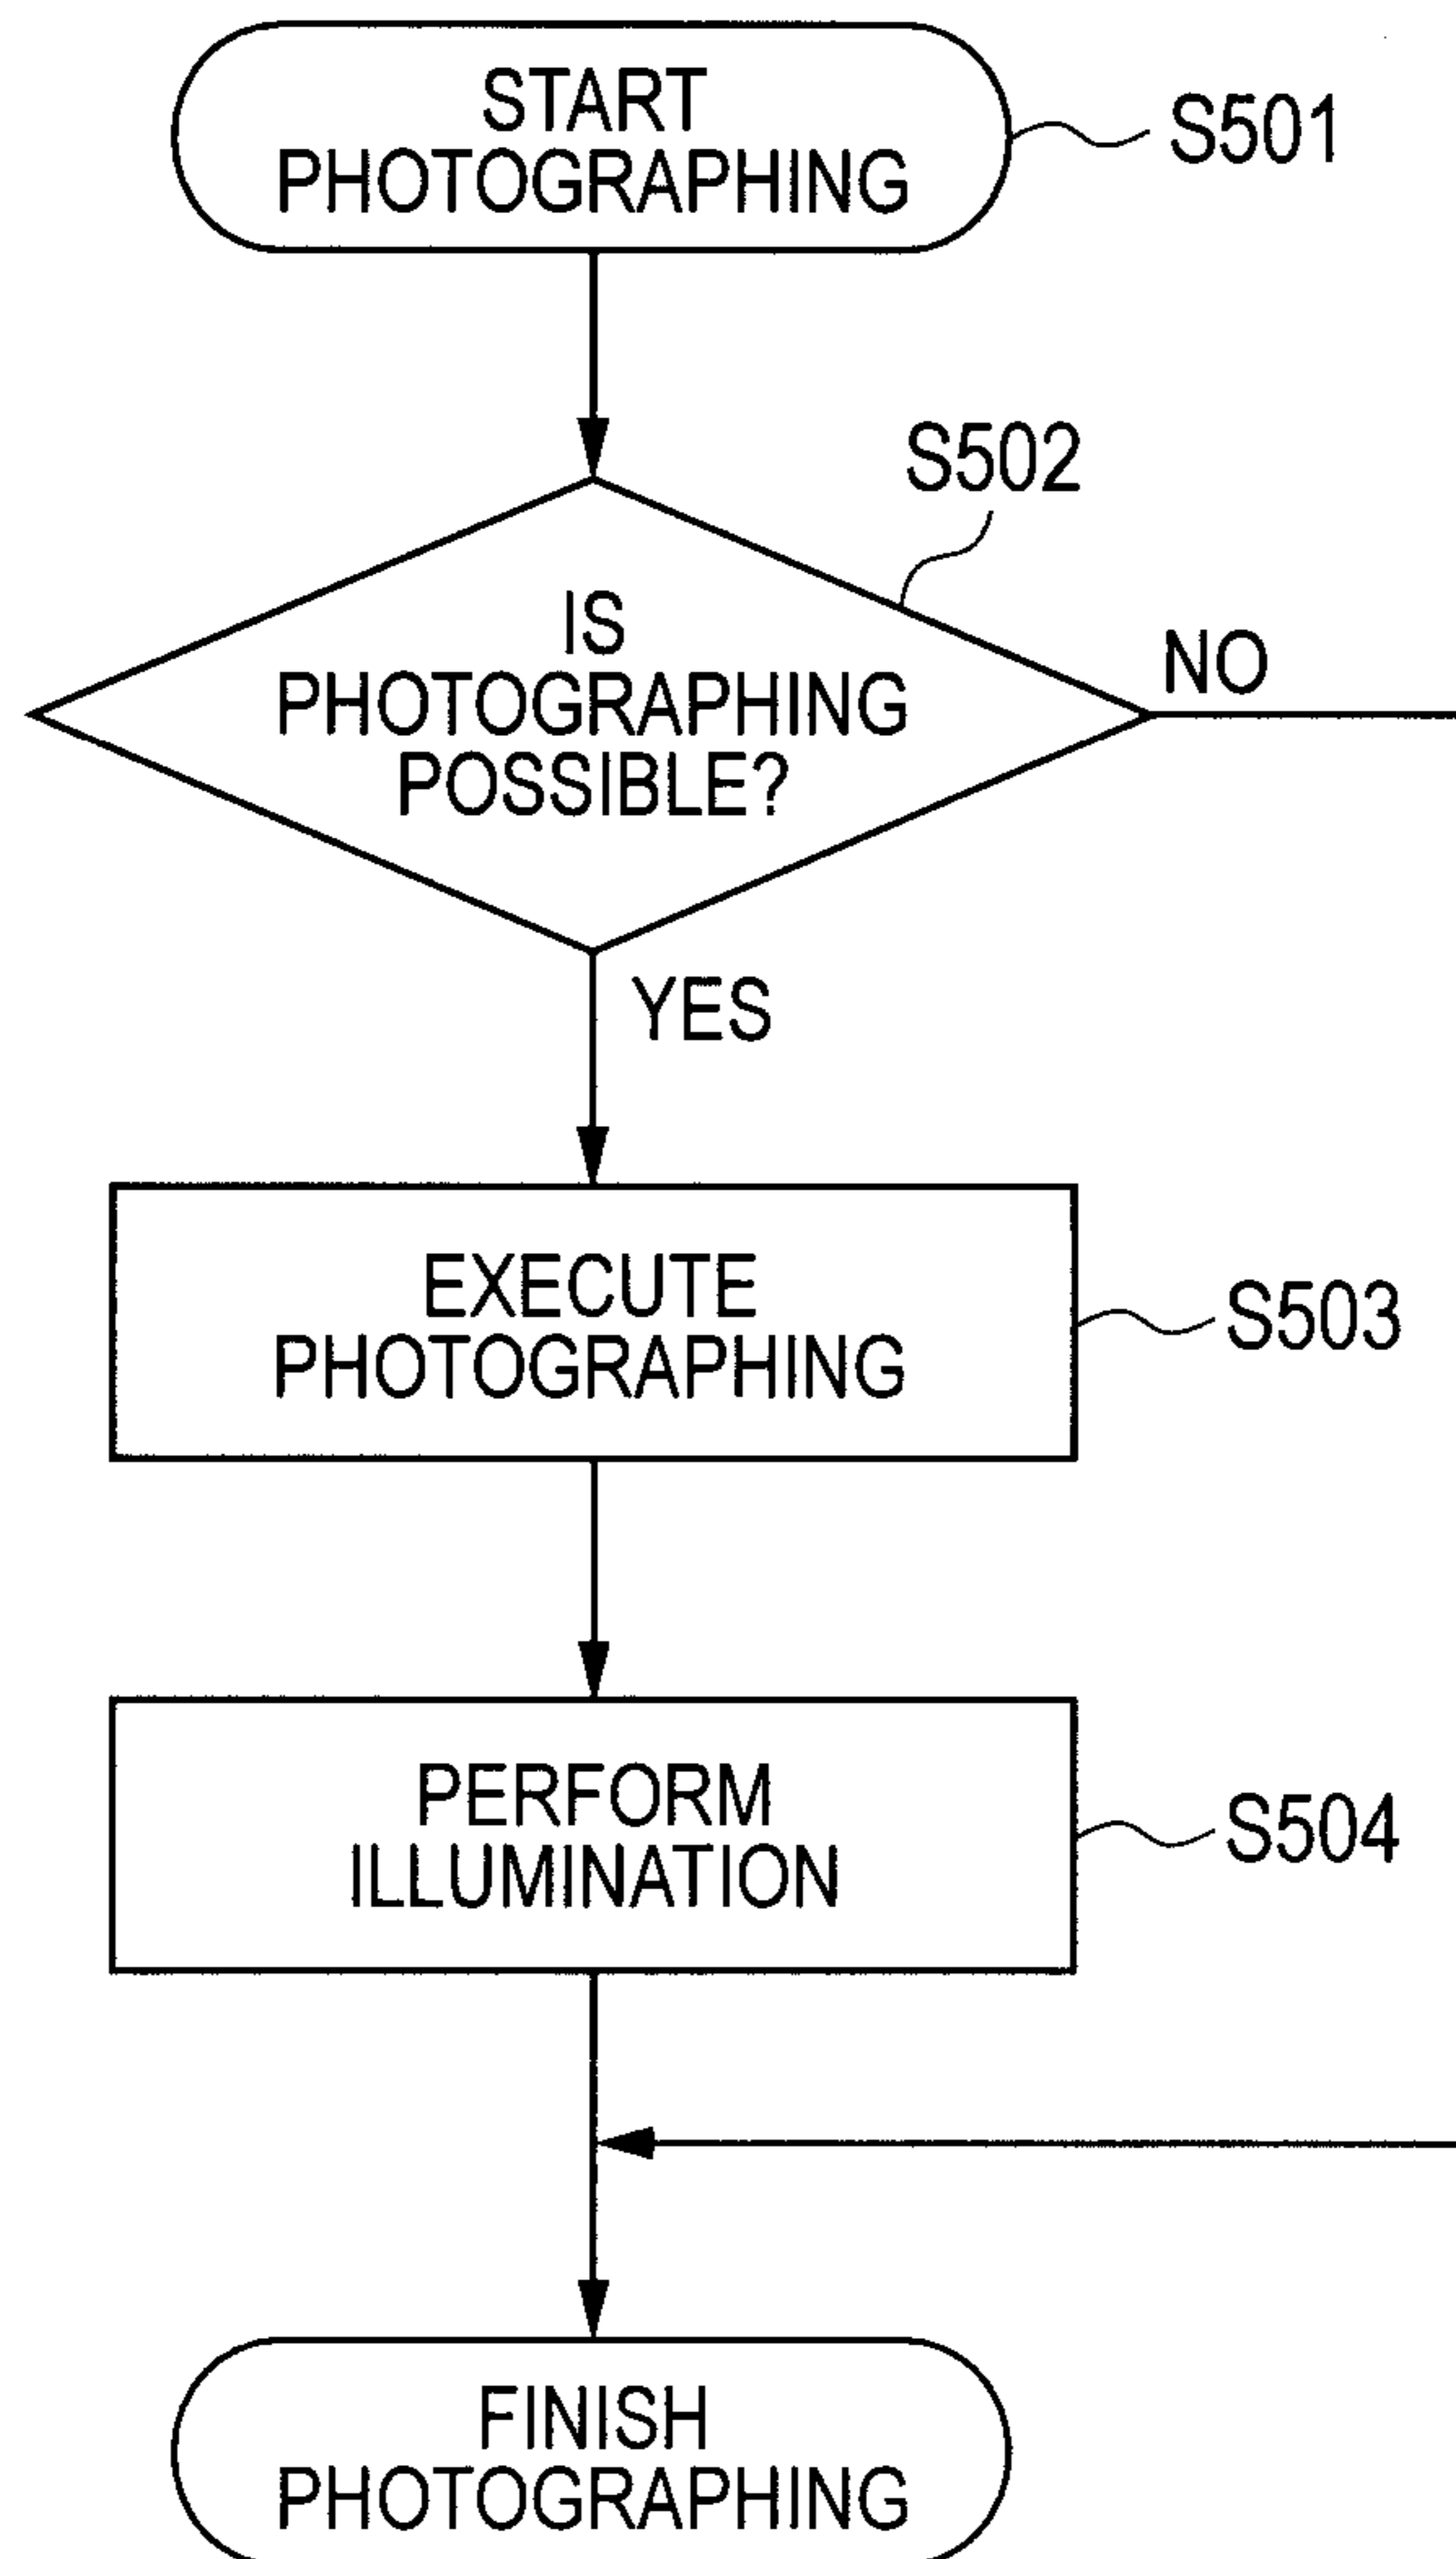 START
PHOTOGRAPHING
S501
S502
IS
PHOTOGRAPHING
POSSIBLE?
NO
YES
EXECUTE
PHOTOGRAPHING
S503
PERFORM
ILLUMINATION
S504
FINISH
PHOTOGRAPHING